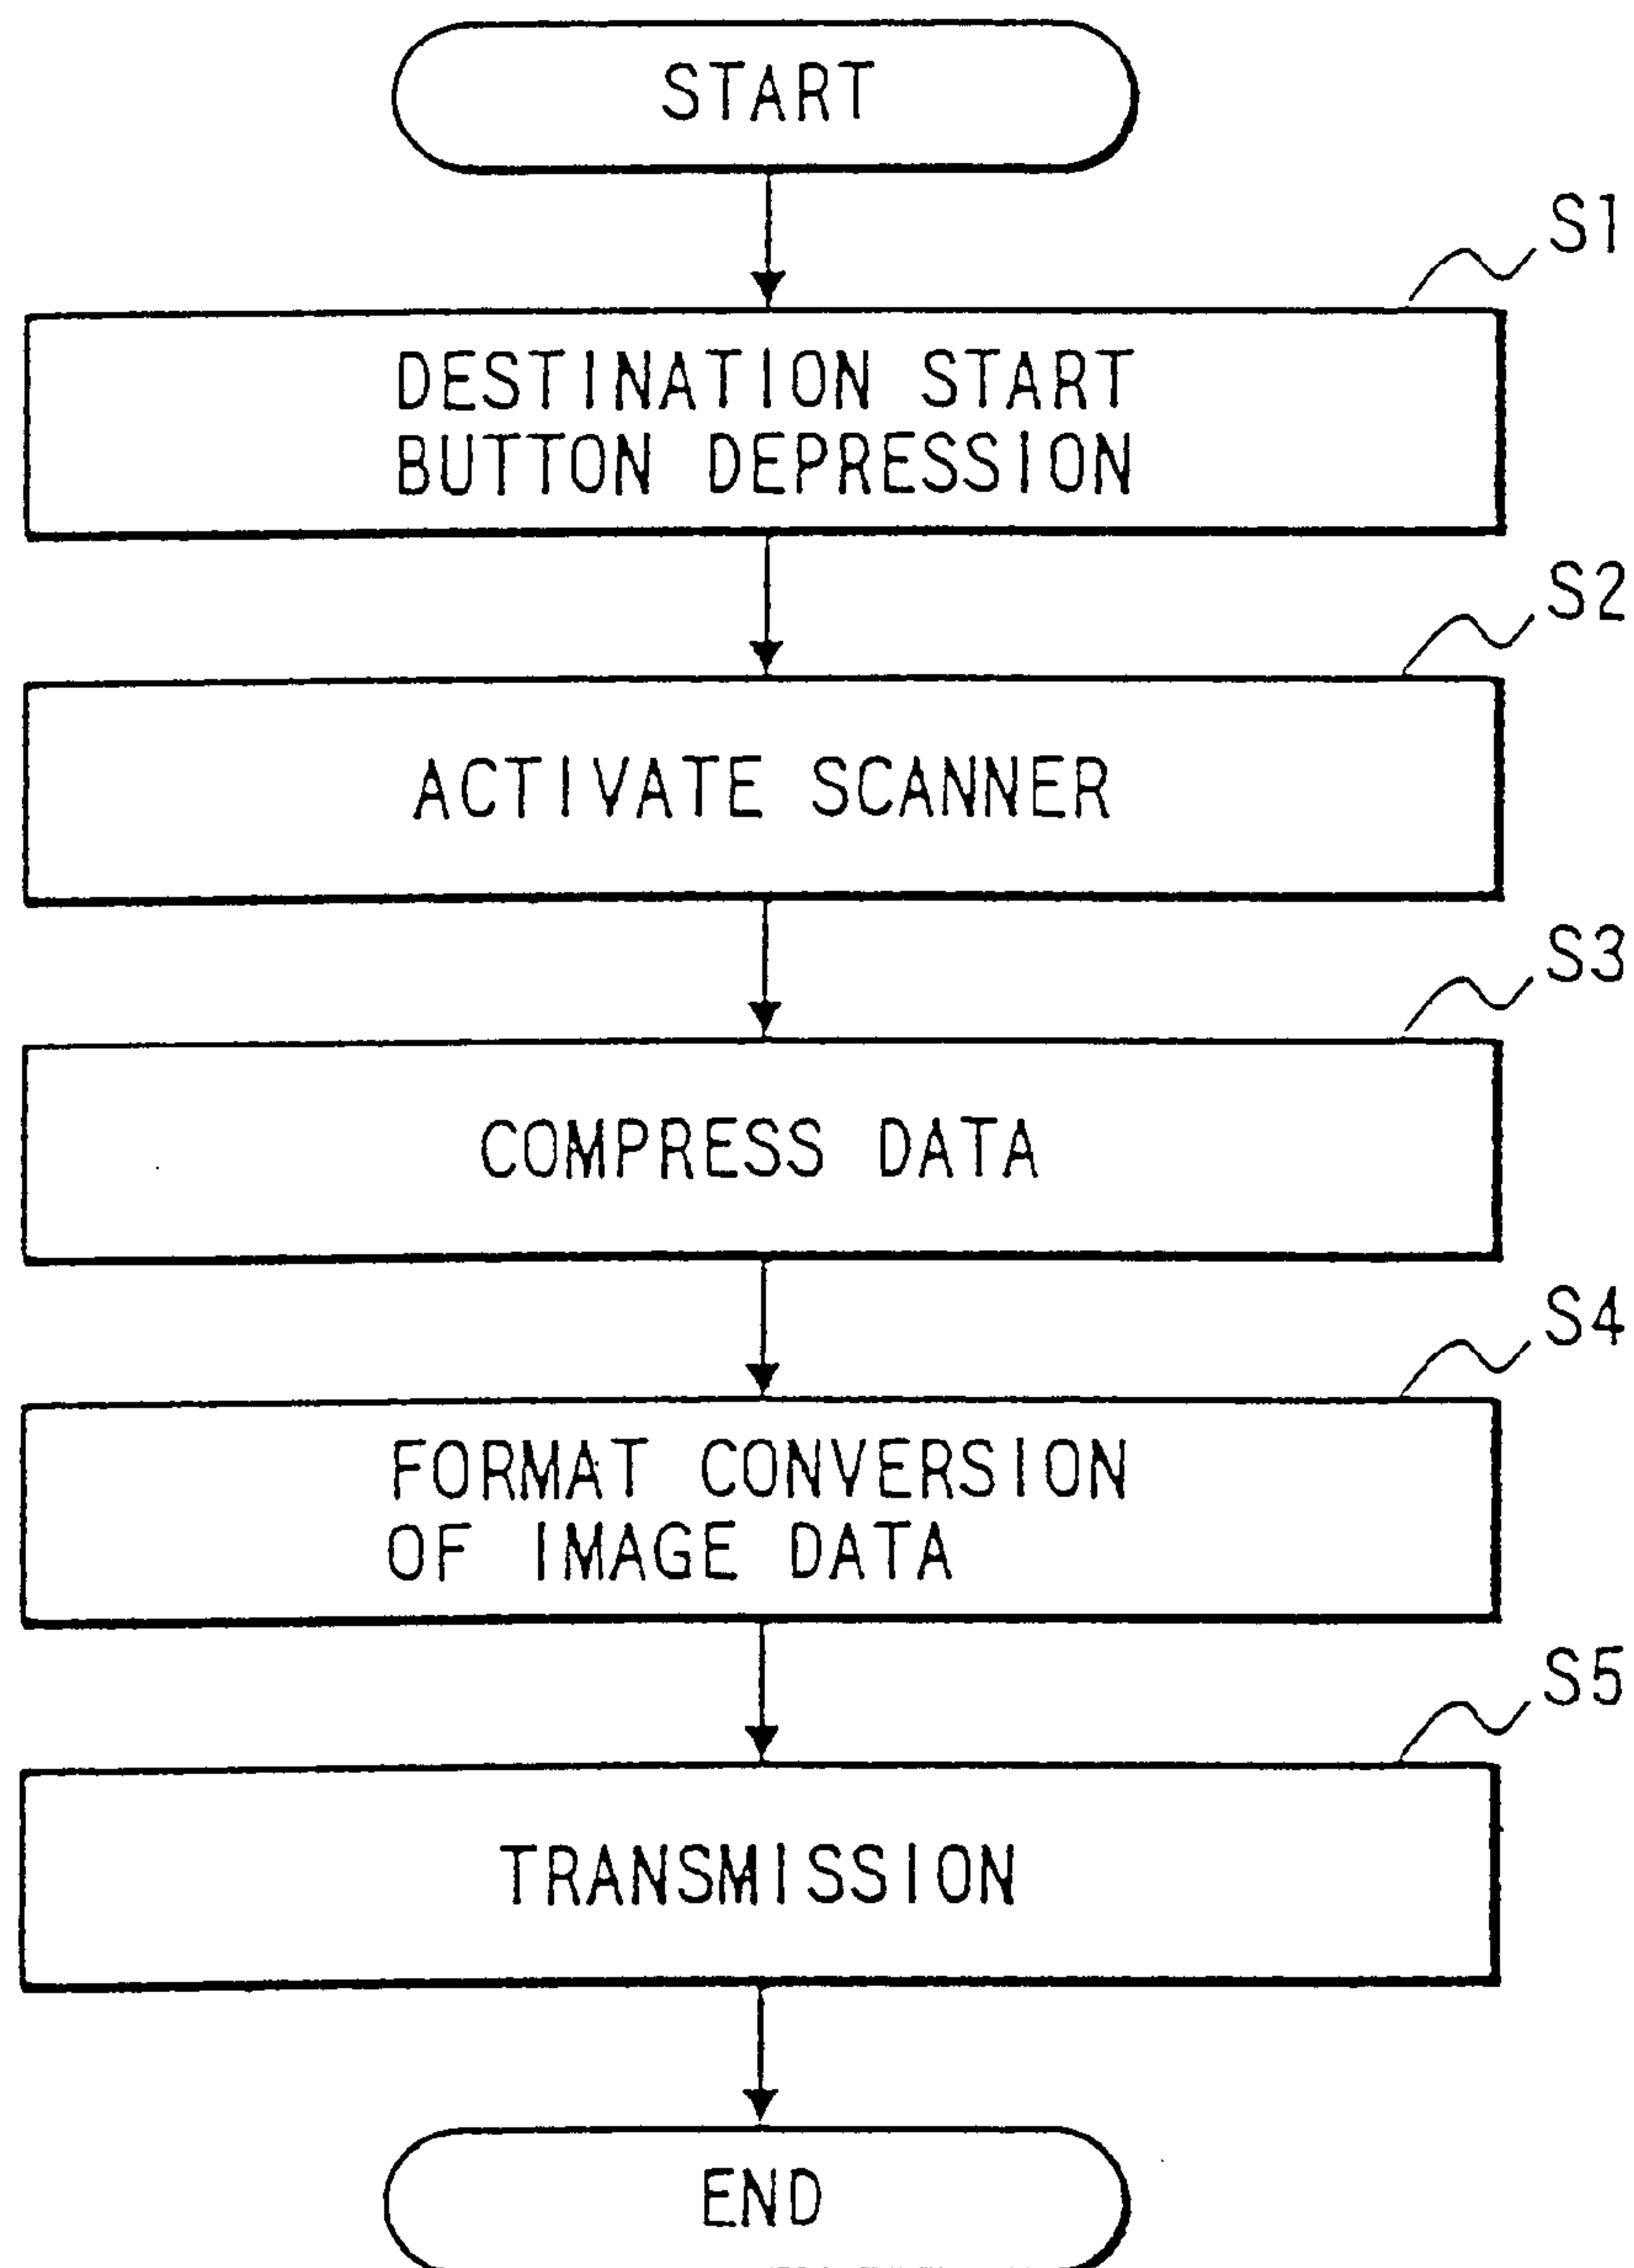 START
S1
DESTINATION START
BUTTON DEPRESSION
S2
ACTIVATE SCANNER
S3
COMPRESS DATA
S4
FORMAT CONVERSION
OF IMAGE DATA
S5
TRANSMISSION
END